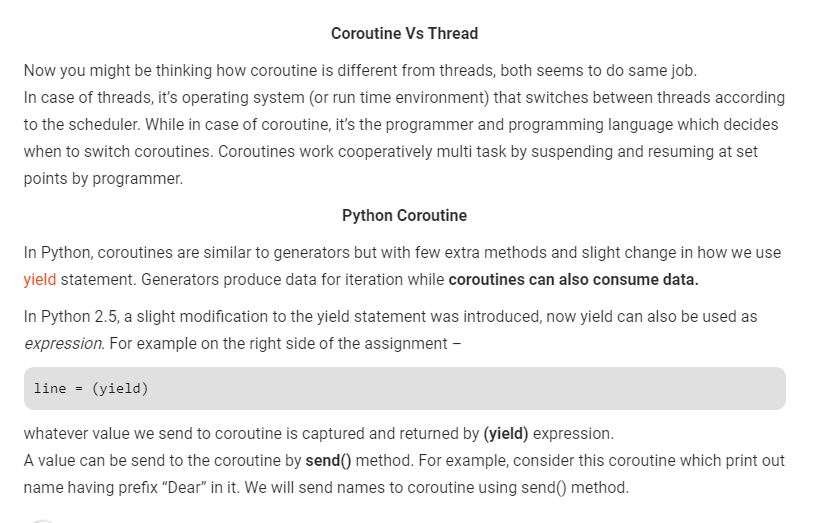 Coroutine Vs Thread
Now you might be thinking how coroutine is different from threads, both seems to do same job.
In case of threads, it’s operating system (or run time environment) that switches between threads according
to the scheduler. While in case of coroutine, it’s the programmer and programming language which decides
when to switch coroutines. Coroutines work cooperatively multi task by suspending and resuming at set
points by programmer.
Python Coroutine
In Python, coroutines are similar to generators but with few extra methods and slight change in how we use
yield statement. Generators produce data for iteration while coroutines can also consume data.
In Python 2.5, a slight modification to the yield statement was introduced, now yield can also be used as
expression. For example on the right side of the assignment –
line = (yield)
whatever value we send to coroutine is captured and returned by (yield) expression.
A value can be send to the coroutine by send() method. For example, consider this coroutine which print out
name having prefix “Dear” in it. We will send names to coroutine using send() method.